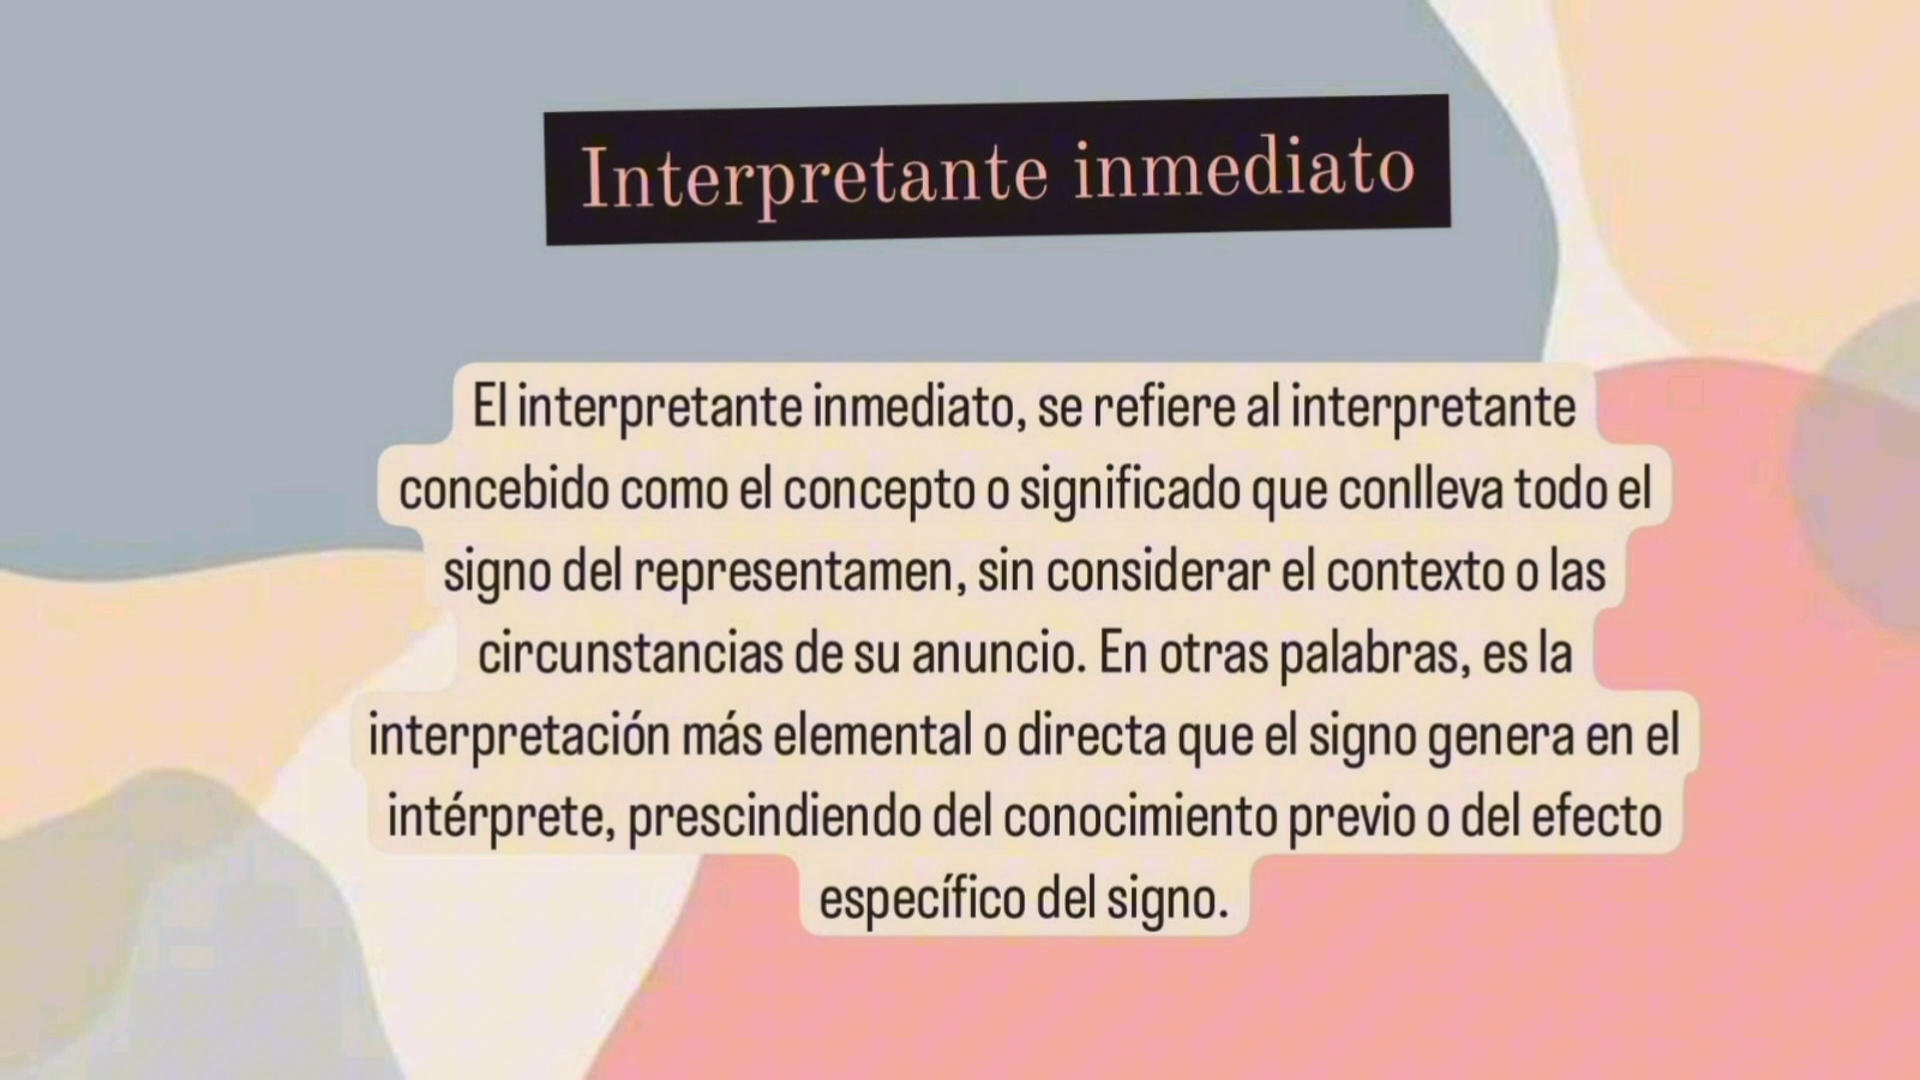 Interpretante inmediato
El interpretante inmediato, se refiere al interpretante
concebido como el concepto o significado que conlleva todo el
signo del representamen, sin considerar el contexto o las
circunstancias de su anuncio. En otras palabras, es la
interpretación más elemental o directa que el signo genera en el
intérprete, prescindiendo del conocimiento previo o del efecto
específico del signo.